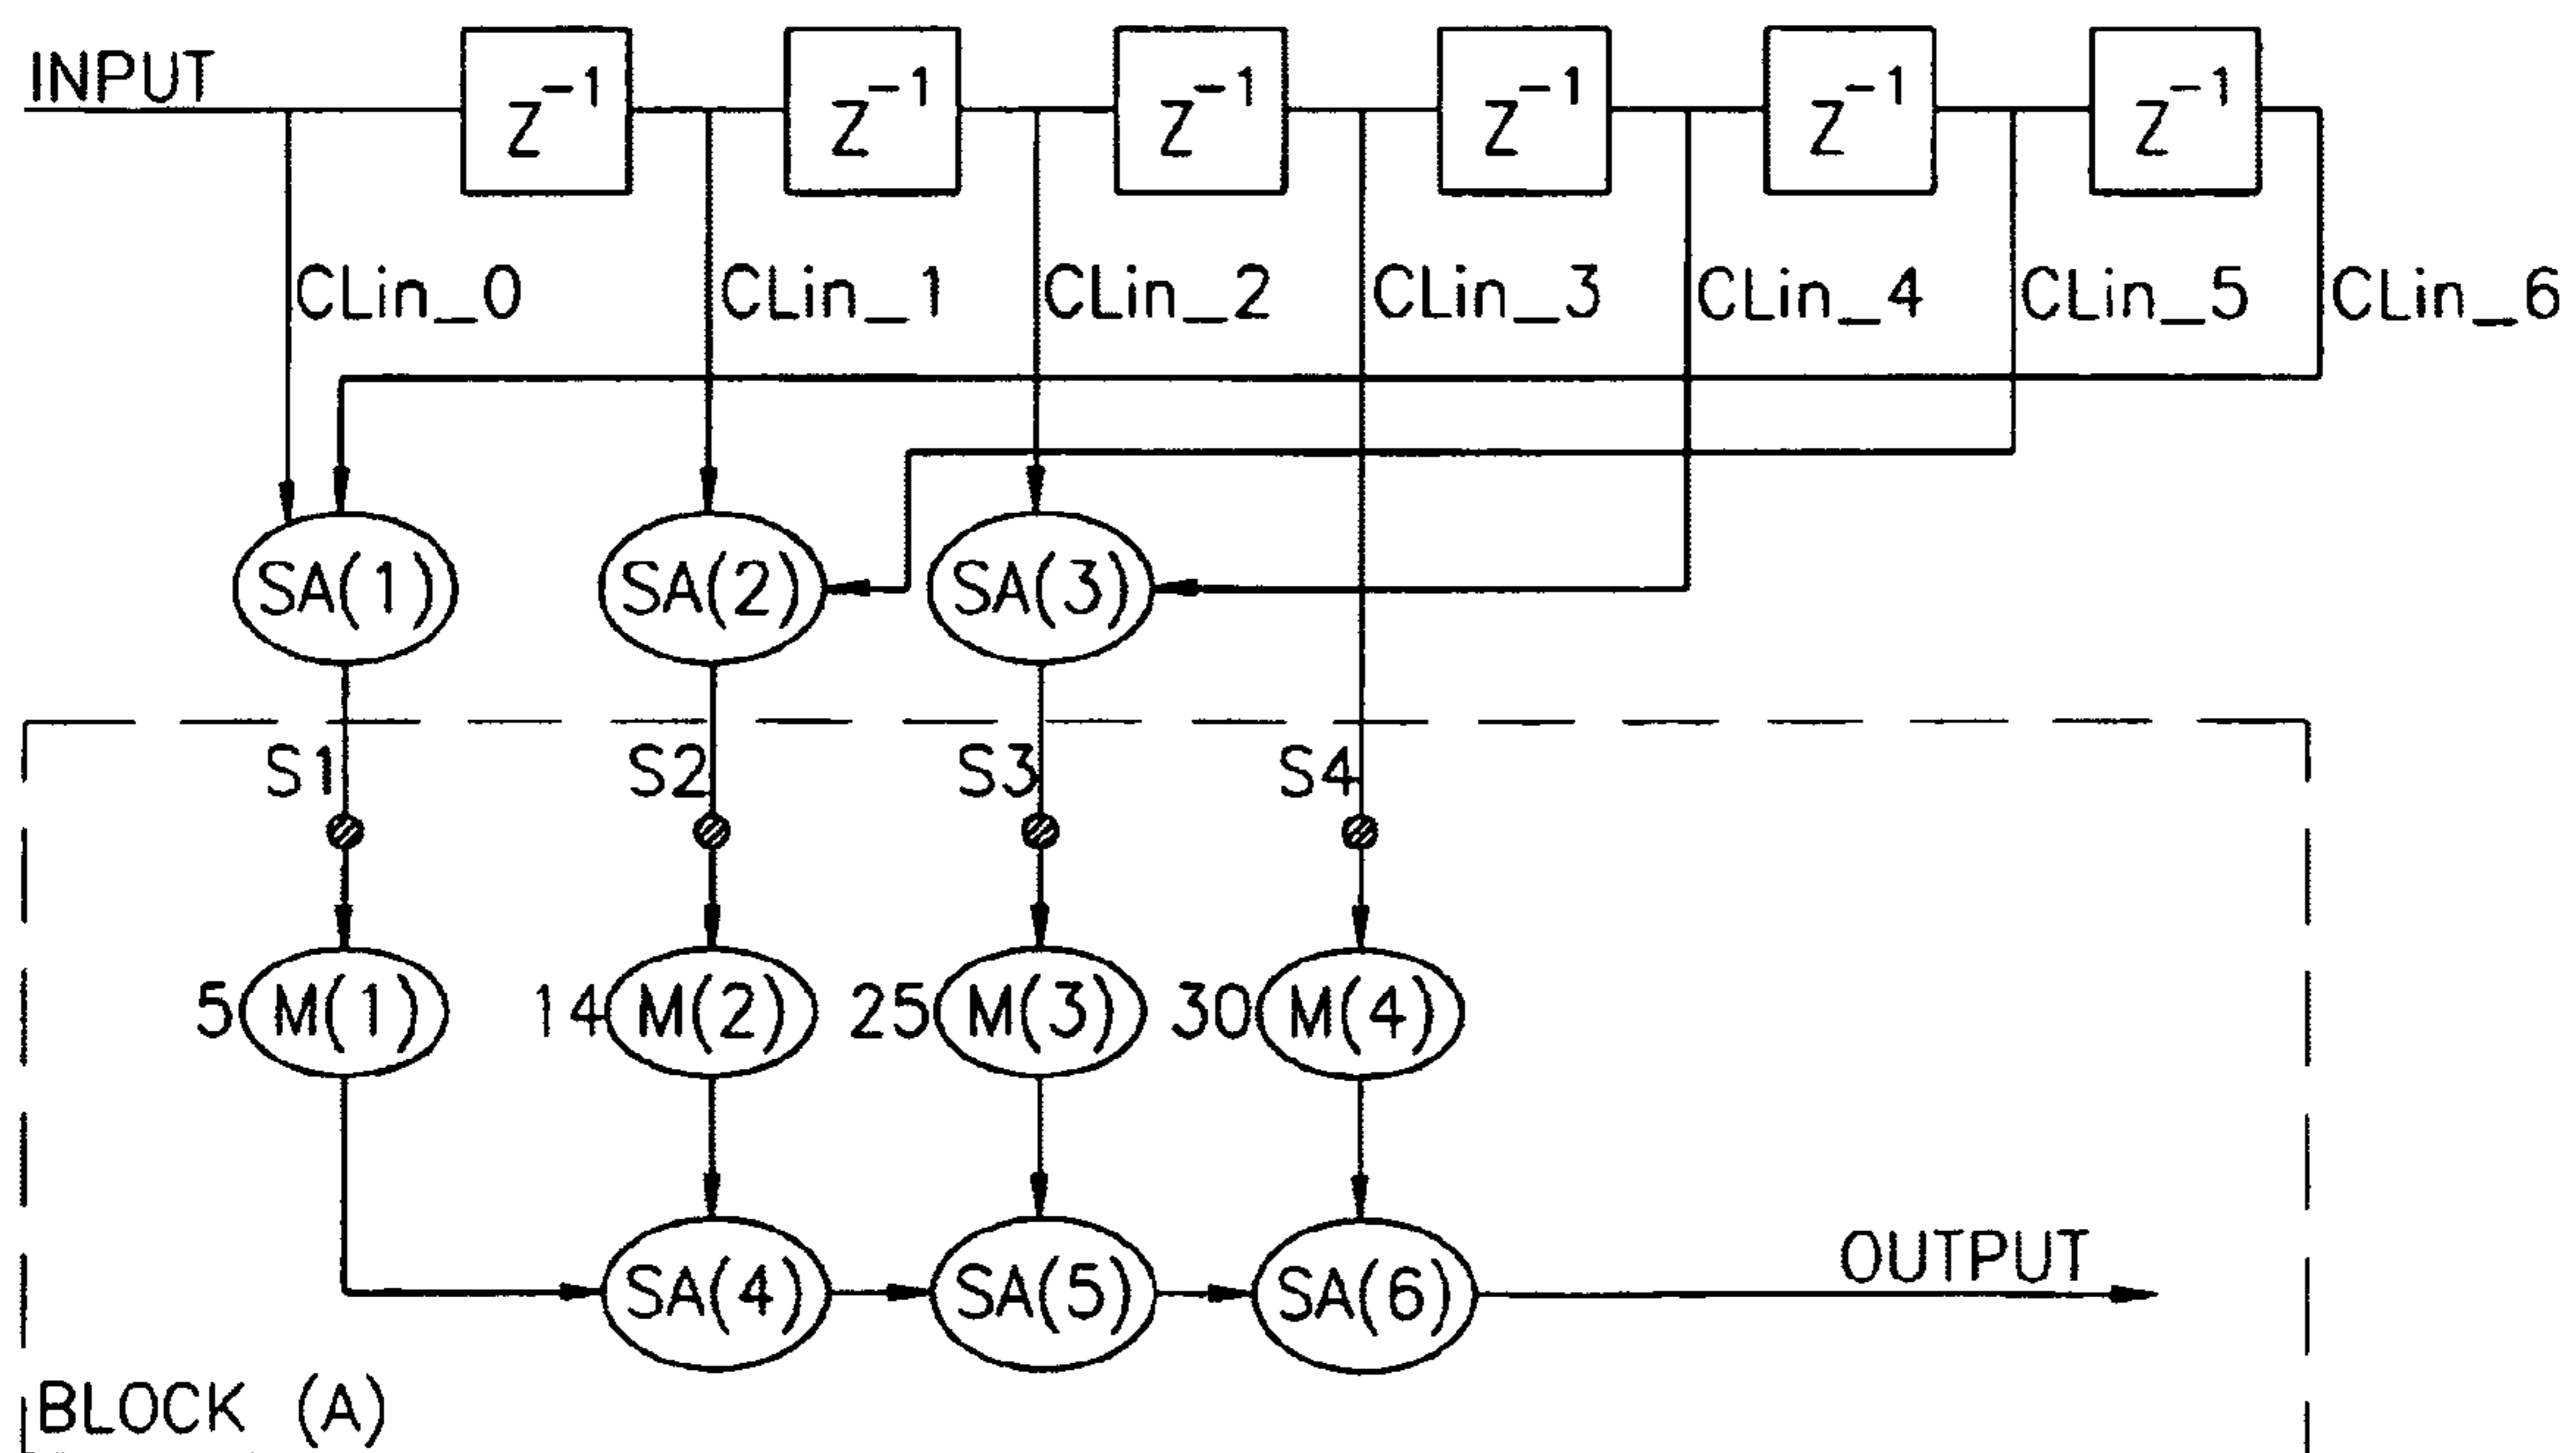 INPUT
Z⁻¹ Z⁻¹ Z⁻¹ Z⁻¹ Z⁻¹ Z⁻¹
CLin_0 CLin_1 CLin_2 CLin_3 CLin_4 CLin_5 CLin_6
SA(1) SA(2) SA(3)
S1 S2 S3 S4
5 M(1) 14 M(2) 25 M(3) 30 M(4)
SA(4) SA(5) SA(6) OUTPUT
BLOCK (A)